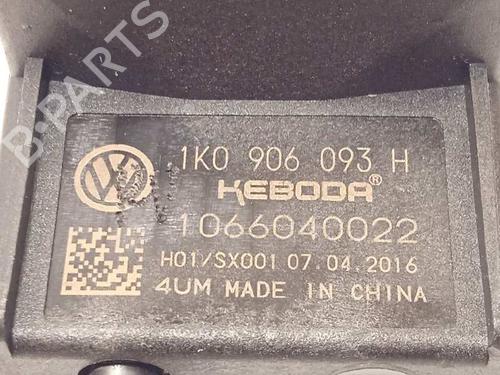 B-PARTS
1K0 906 093 H
KEBODA®
1066040022
H01/SX001 07.04.2016
4UM MADE IN CHINA